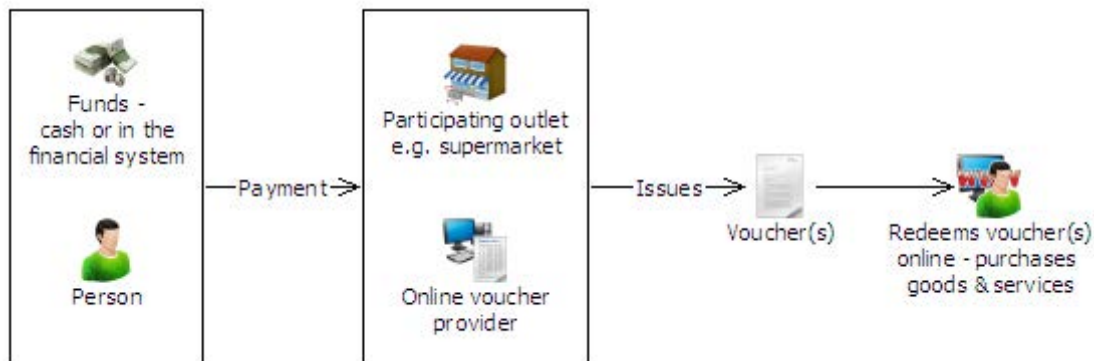 Funds -
cash or in the
financial system
Person
Payment
Participating outlet
e.g. supermarket
Online voucher
provider
Issues
Voucher(s)
Redeems voucher(s)
online - purchases
goods & services